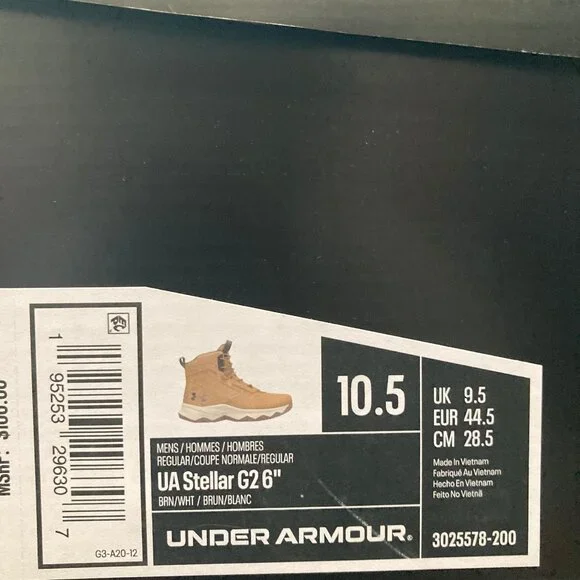 MSRP:
1 95253 29630 7
G3-A20-12
10.5
UK 9.5
EUR 44.5
CM 28.5
MENS / HOMMES / HOMBRES
REGULAR/COUPE NORMALE/REGULAR
UA Stellar G2 6"
BRN/WHT / BRUN/BLANC
Made in Vietnam
Fabriqué Au Vietnam
Hecho En Vietnam
Feito No Vietnã
UNDER ARMOUR®
3025578-200